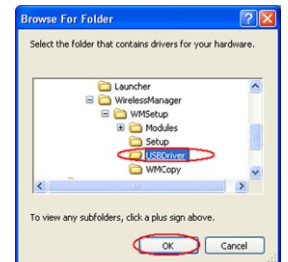 Browse For Folder
Select the folder that contains drivers for your hardware.
Launcher
WirelessManager
WMSetup
Modules
Setup
USBDriver
WMCopy
To view any subfolders, click a plus sign above.
OK Cancel